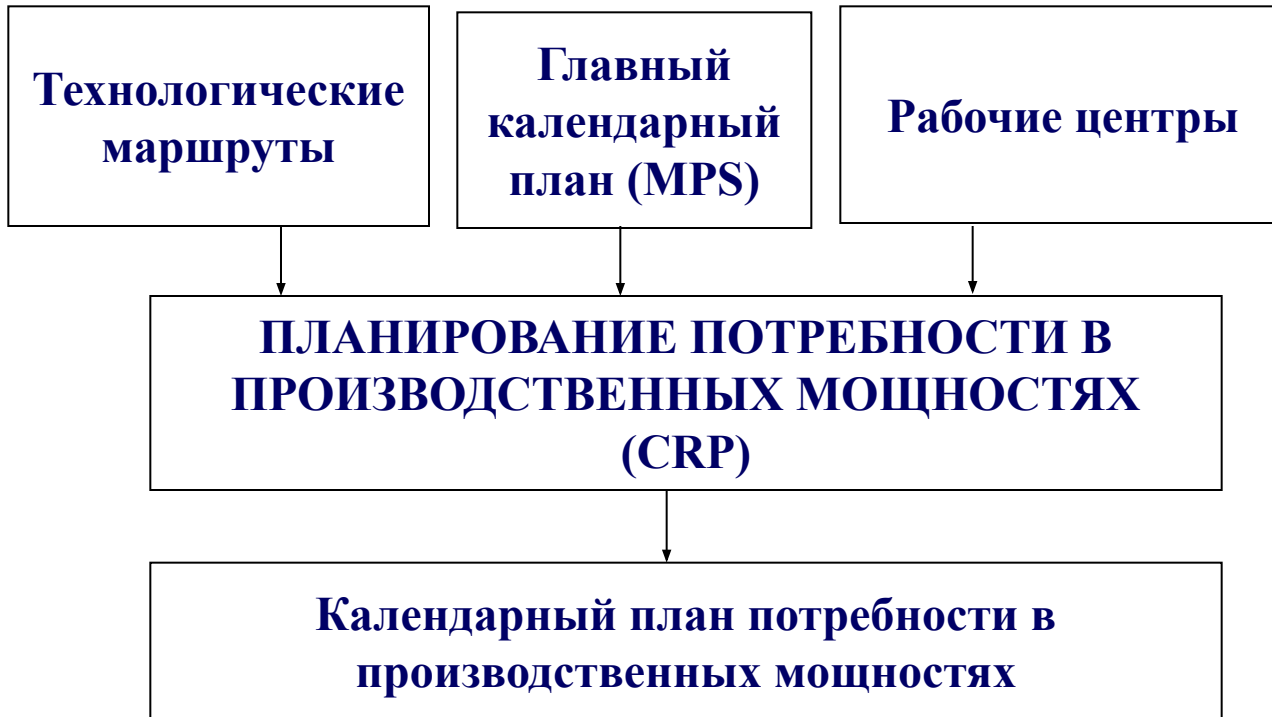 Технологические
маршруты
Главный
календарный
план (MPS)
Рабочие центры
ПЛАНИРОВАНИЕ ПОТРЕБНОСТИ В
ПРОИЗВОДСТВЕННЫХ МОЩНОСТЯХ
(CRP)
Календарный план потребности в
производственных мощностях